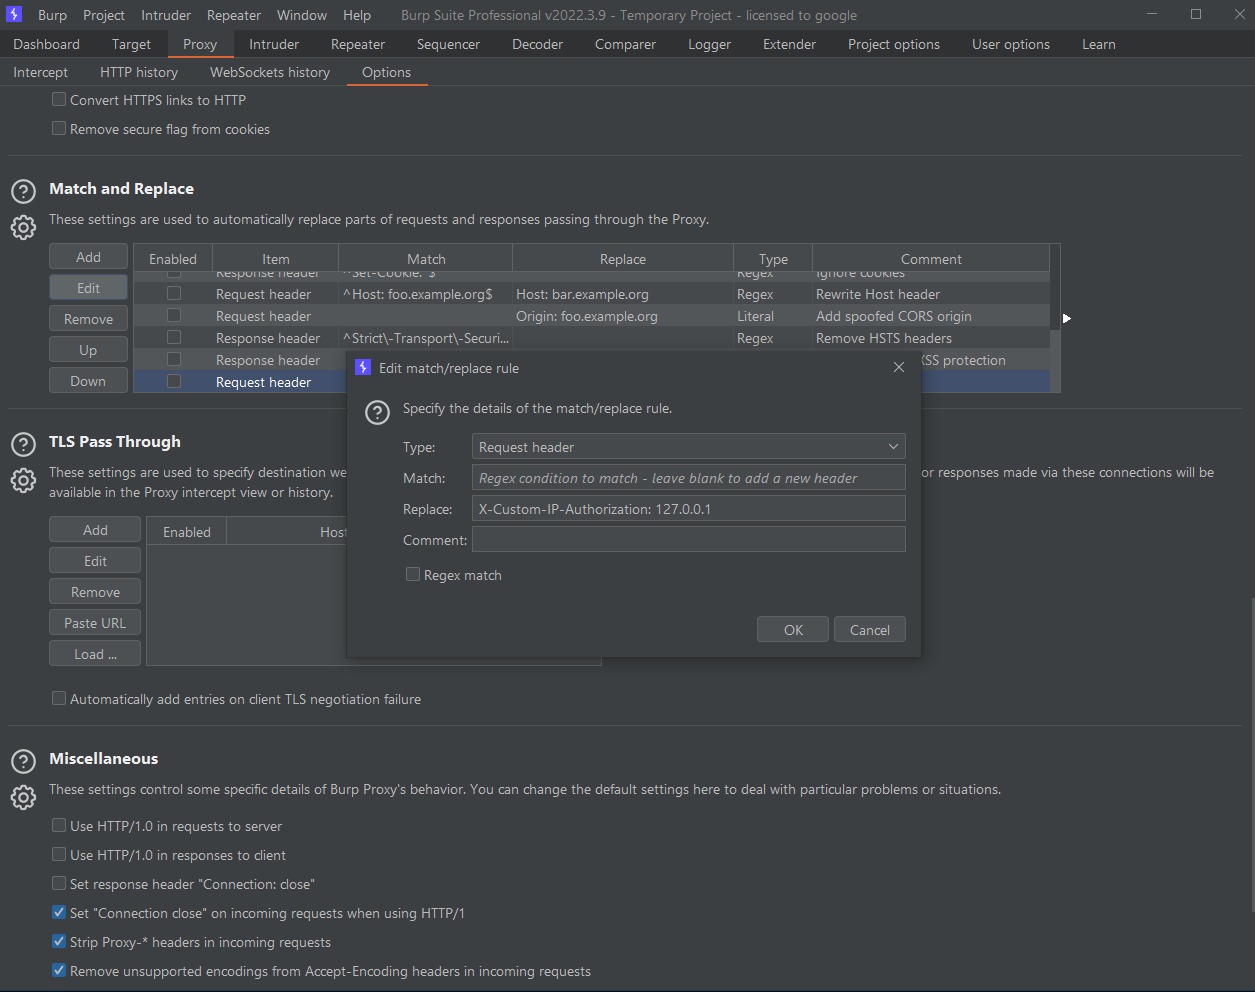 Burp Project Intruder Repeater Window Help Burp Suite Professional v2022.3.9 - Temporary Project - licensed to google
Dashboard Target Proxy Intruder Repeater Sequencer Decoder Comparer Logger Extender Project options User options Learn
Intercept HTTP history WebSockets history Options
Convert HTTPS links to HTTP
Remove secure flag from cookies
Match and Replace
These settings are used to automatically replace parts of requests and responses passing through the Proxy.
Add
Edit
Remove
Up
Down
Enabled Item Match Replace Type Comment
Response header ^Set-Cookie.*$ Regex Ignore cookies
Request header ^Host: foo.example.org$ Host: bar.example.org Regex Rewrite Host header
Request header Origin: foo.example.org Literal Add spoofed CORS origin
Response header ^Strict\-Transport\-Securi... Regex Remove HSTS headers
Response header XSS protection
Request header
Edit match/replace rule
Specify the details of the match/replace rule.
Type: Request header
Match: Regex condition to match - leave blank to add a new header
Replace: X-Custom-IP-Authorization: 127.0.0.1
Comment:
Regex match
OK Cancel
TLS Pass Through
These settings are used to specify destination we or responses made via these connections will be
available in the Proxy intercept view or history.
Add
Edit
Remove
Paste URL
Load ...
Enabled Host
Automatically add entries on client TLS negotiation failure
Miscellaneous
These settings control some specific details of Burp Proxy's behavior. You can change the default settings here to deal with particular problems or situations.
Use HTTP/1.0 in requests to server
Use HTTP/1.0 in responses to client
Set response header "Connection: close"
Set "Connection close" on incoming requests when using HTTP/1
Strip Proxy-* headers in incoming requests
Remove unsupported encodings from Accept-Encoding headers in incoming requests